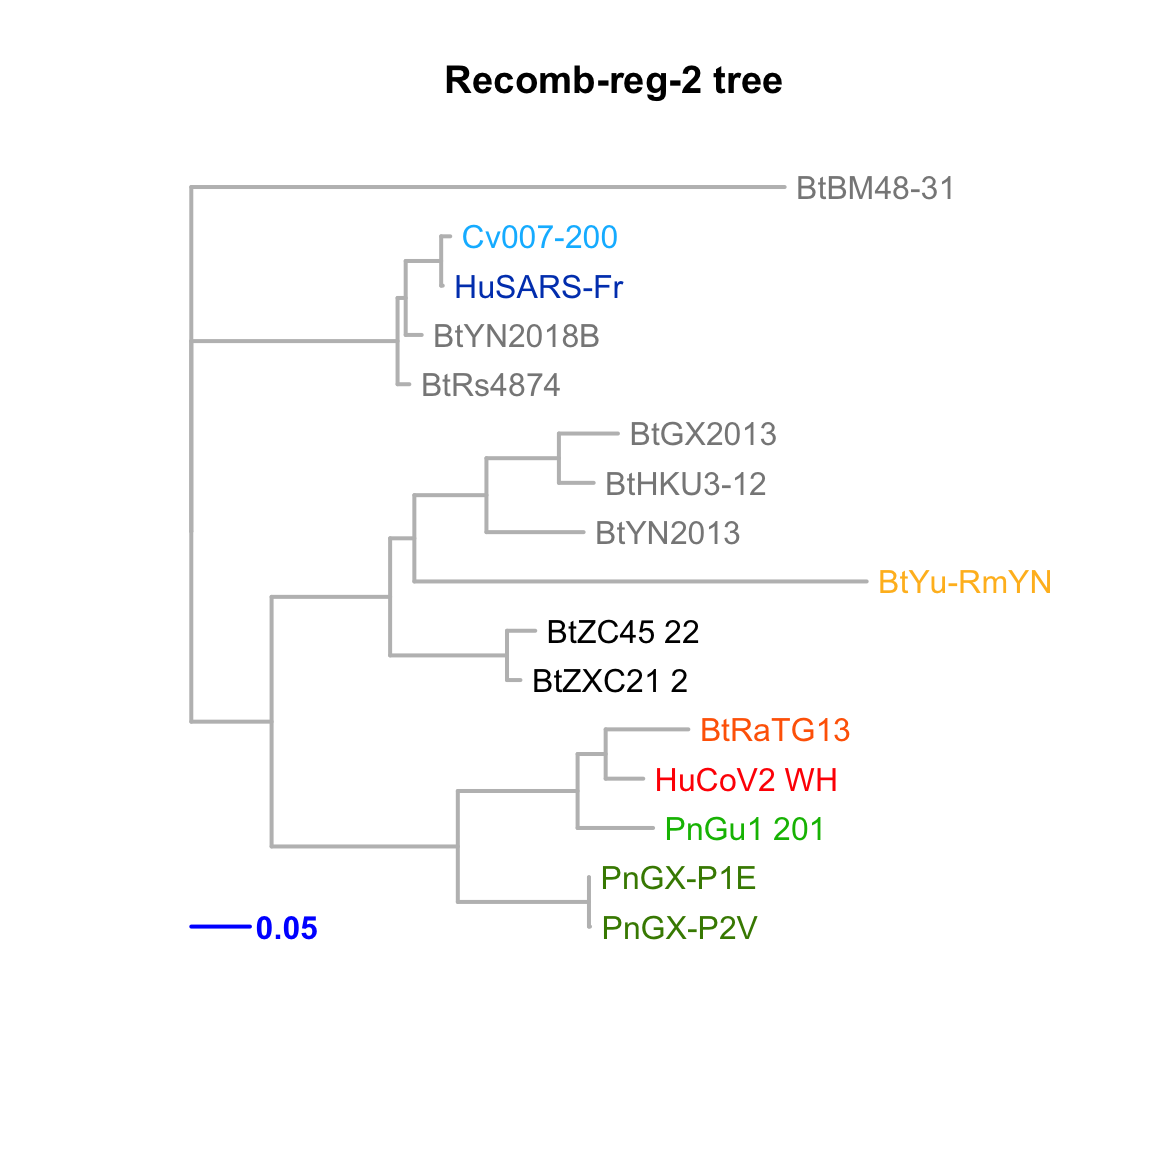 Recomb-reg-2 tree
BtBM48-31
Cv007-200
HuSARS-Fr
BtYN2018B
BtRs4874
BtGX2013
BtHKU3-12
BtYN2013
BtYu-RmYN
BtZC45 22
BtZXC21 2
BtRaTG13
HuCoV2 WH
PnGu1 201
PnGX-P1E
0.05
PnGX-P2V